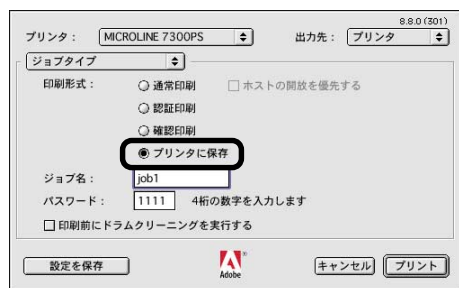 8.8.0 (301)
プリンタ： MICROLINE 7300PS 出力先： プリンタ
ジョブタイプ
印刷形式： 通常印刷 ホストの開放を優先する
認証印刷
確認印刷
プリンタに保存
ジョブ名： job1
パスワード： 1111 4桁の数字を入力します
印刷前にドラムクリーニングを実行する
設定を保存 Adobe キャンセル プリント